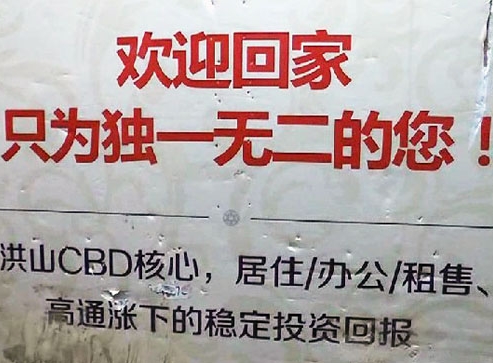 欢迎回家
只为独一无二的您！
洪山CBD核心，居住/办公/租售、
高通涨下的稳定投资回报